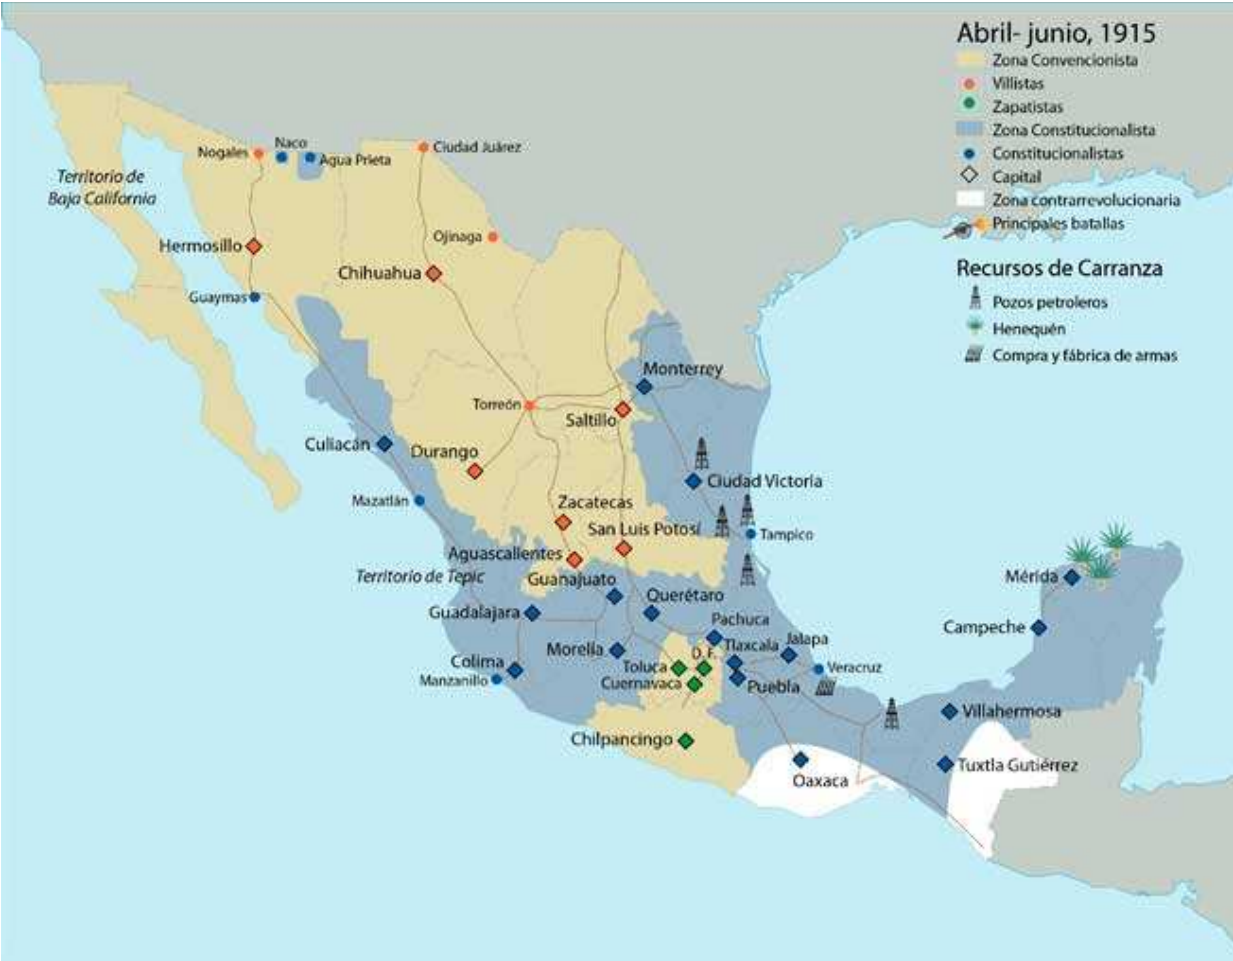 Abril- junio, 1915
Zona Convencionista
Villistas
Zapatistas
Zona Constitucionalista
Constitucionalistas
Capital
Zona contrarrevolucionaria
Principales batallas
Recursos de Carranza
Pozos petroleros
Henequén
Compra y fábrica de armas
Naco
Nogales
Agua Prieta
Ciudad Juárez
Territorio de
Baja California
Hermosillo
Ojinaga
Chihuahua
Guaymas
Monterrey
Torreón
Saltillo
Culiacán
Durango
Ciudad Victoria
Mazatlán
Zacatecas
San Luis Potosí
Tampico
Aguascalientes
Territorio de Tepic
Guanajuato
Mérida
Querétaro
Guadalajara
Pachuca
Campeche
Jalapa
Tlaxcala
Morella
D. F.
Colima
Toluca
Veracruz
Manzanillo
Cuernavaca
Puebla
Villahermosa
Chilpancingo
Tuxtla Gutiérrez
Oaxaca